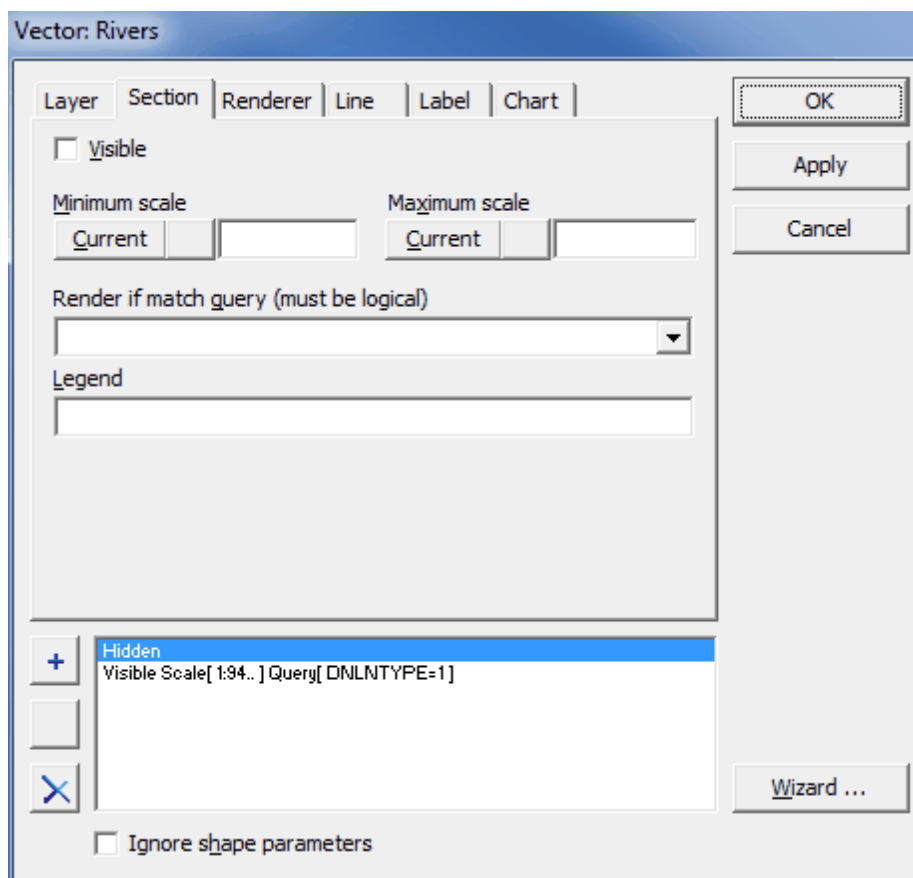 Vector: Rivers
Layer Section Renderer Line Label Chart
OK
Visible
Apply
Minimum scale Maximum scale
Current Current
Cancel
Render if match query (must be logical)
Legend
+
Hidden
Visible Scale[ 1:94.. ] Query[ DNLNTYPE=1]
Wizard ...
Ignore shape parameters